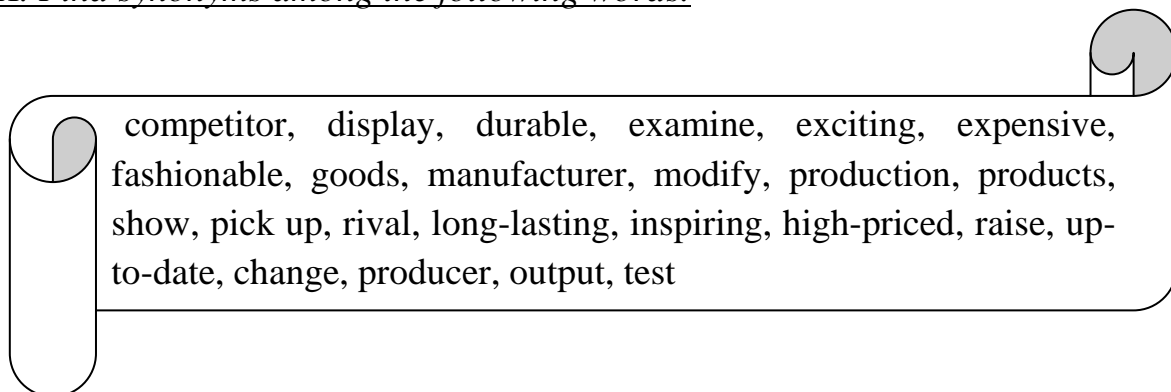 Find synonyms among the following words.
competitor, display, durable, examine, exciting, expensive,
fashionable, goods, manufacturer, modify, production, products,
show, pick up, rival, long-lasting, inspiring, high-priced, raise, up-
to-date, change, producer, output, test